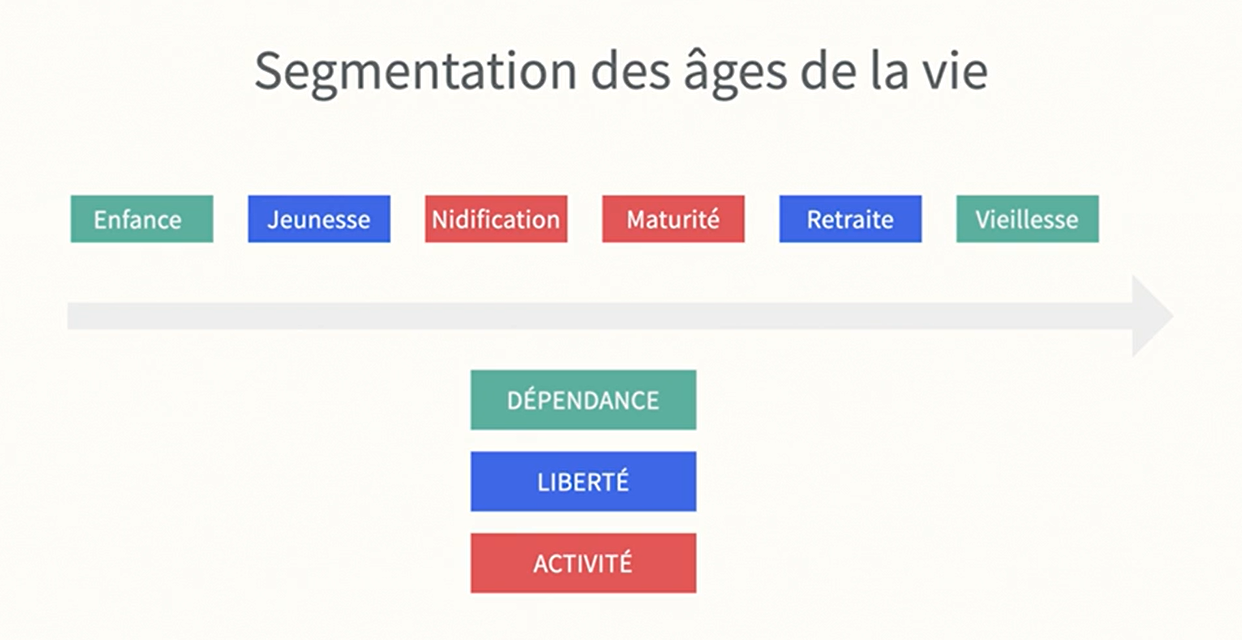 Segmentation des âges de la vie
Enfance Jeunesse Nidification Maturité Retraite Vieillesse
DÉPENDANCE
LIBERTÉ
ACTIVITÉ